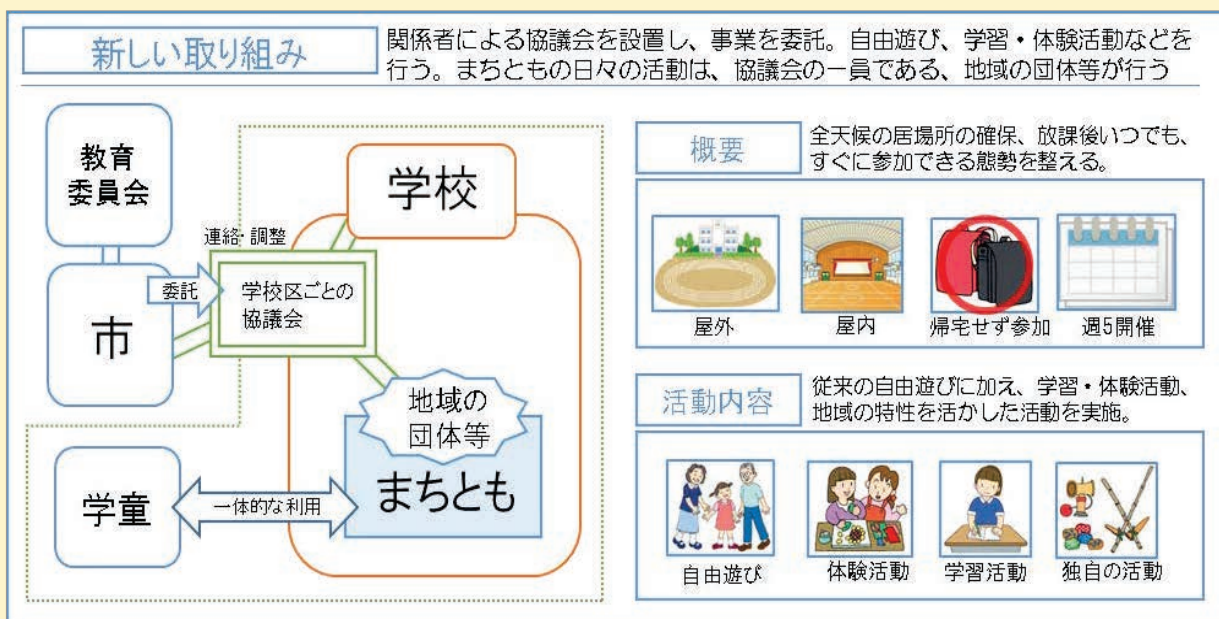 新しい取り組み
関係者による協議会を設置し、事業を委託。自由遊び、学習・体験活動などを
行う。まちともの日々の活動は、協議会の一員である、地域の団体等が行う
教育
委員会
市
委託
連絡・調整
学校区ごとの
協議会
学校
地域の
団体等
まちとも
学童
一体的な利用
概要
全天候の居場所の確保、放課後いつでも、
すぐに参加できる態勢を整える。
屋外
屋内
帰宅せず参加
週5開催
活動内容
従来の自由遊びに加え、学習・体験活動、
地域の特性を活かした活動を実施。
自由遊び
体験活動
学習活動
独自の活動